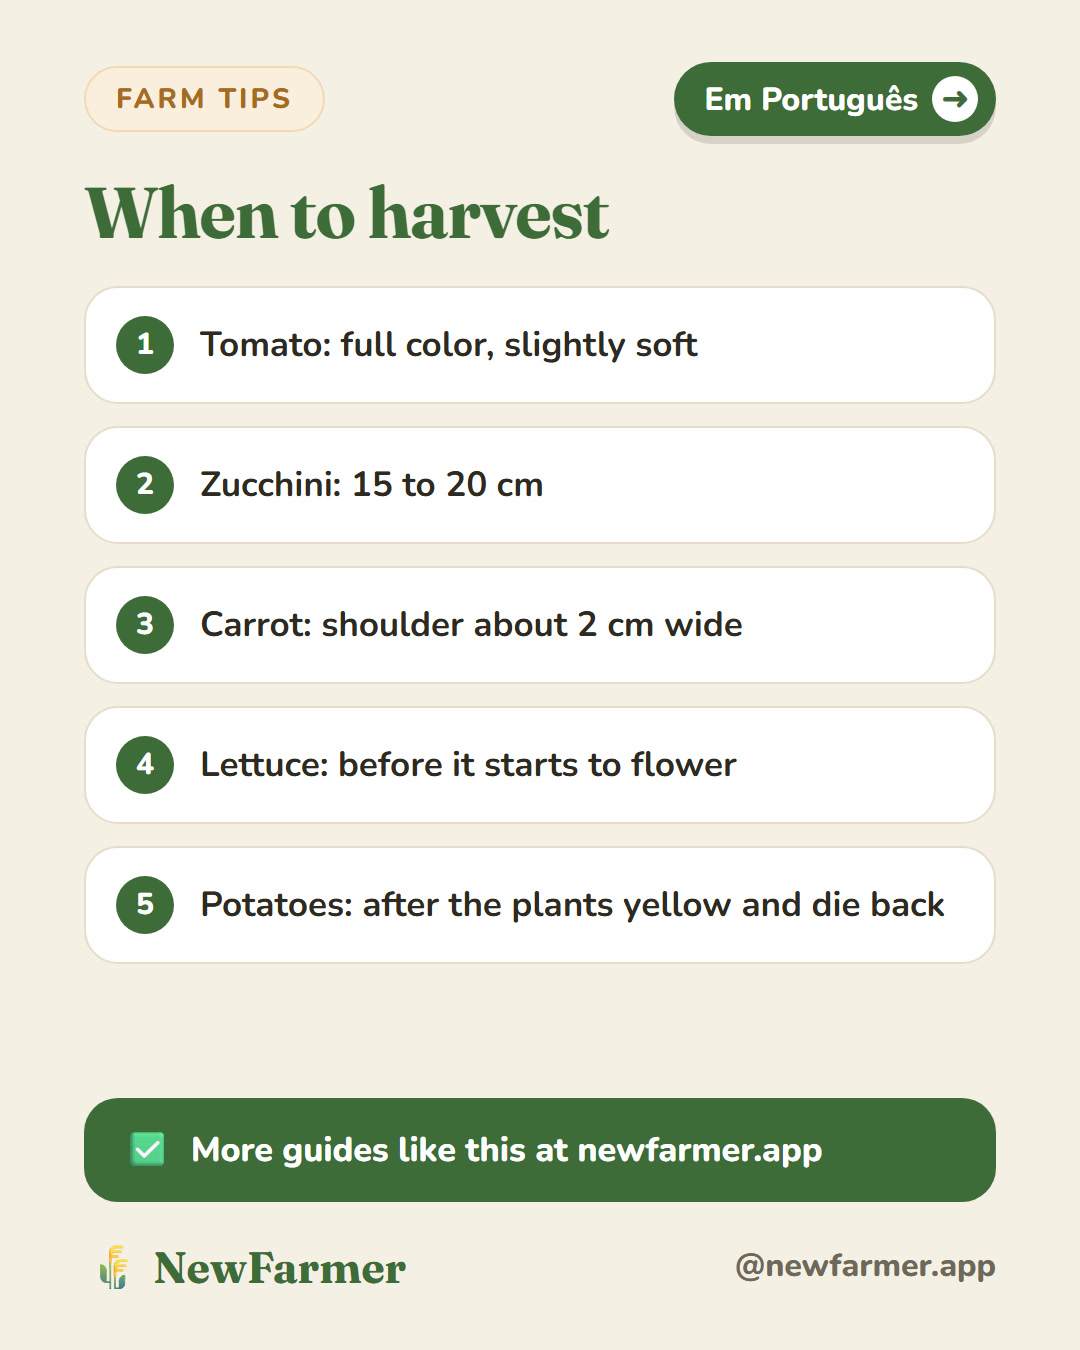 FARM TIPS
Em Português
When to harvest
1 Tomato: full color, slightly soft
2 Zucchini: 15 to 20 cm
3 Carrot: shoulder about 2 cm wide
4 Lettuce: before it starts to flower
5 Potatoes: after the plants yellow and die back
More guides like this at newfarmer.app
NewFarmer
@newfarmer.app